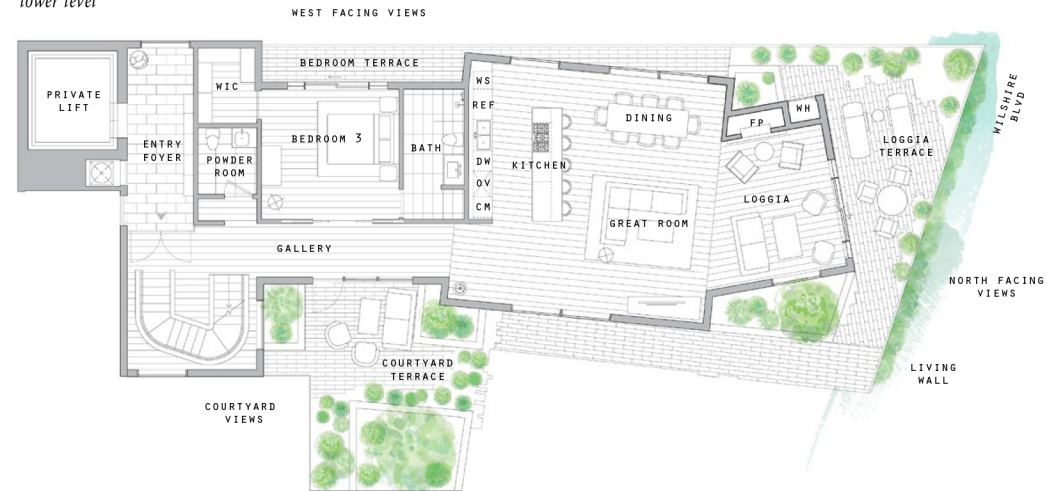 lower level
WEST FACING VIEWS
BEDROOM TERRACE
PRIVATE
LIFT
WIC
ENTRY
FOYER
POWDER
ROOM
BEDROOM 3
BATH
WS
REF
DW
OV
CM
KITCHEN
DINING
GREAT ROOM
FP
WH
LOGGIA
LOGGIA
TERRACE
WILSHIRE
BLVD
GALLERY
NORTH FACING
VIEWS
COURTYARD
TERRACE
LIVING
WALL
COURTYARD
VIEWS